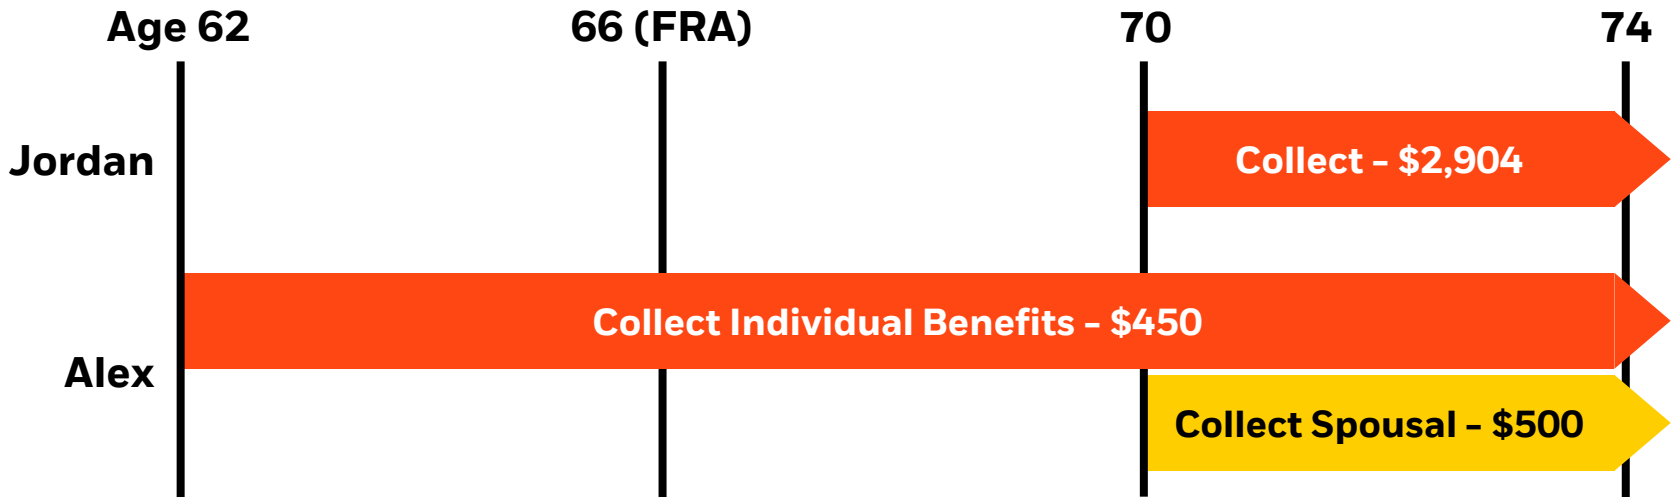 Age 62 66 (FRA) 70 74
Jordan Collect - $2,904
Collect Individual Benefits - $450
Alex
Collect Spousal - $500